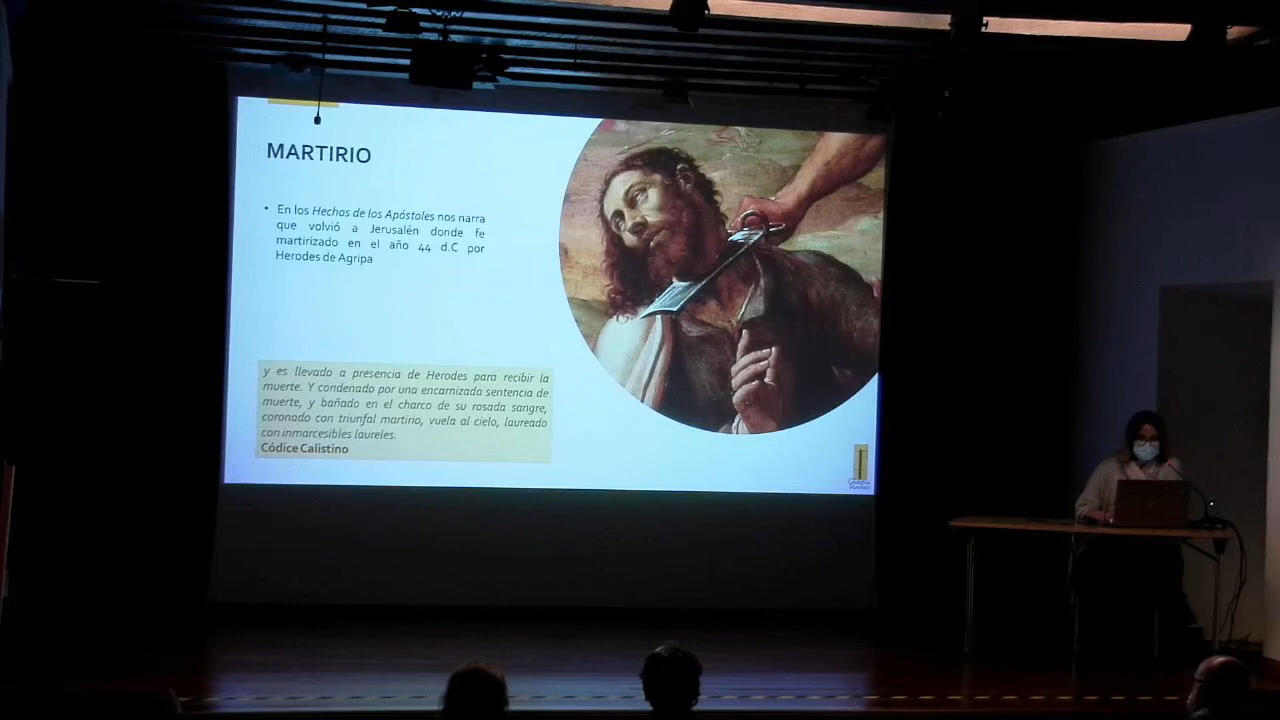 MARTIRIO
• En los Hechos de los Apóstoles nos narra
que volvió a Jerusalén donde fe
martirizado en el año 44 d.C por
Herodes de Agripa
y es llevado a presencia de Herodes para recibir la
muerte. Y condenado por una encarnizada sentencia de
muerte, y bañado en el charco de su rosada sangre,
coronado con triunfal martirio, vuela al cielo, laureado
con inmarcesibles laureles.
Códice Calistino